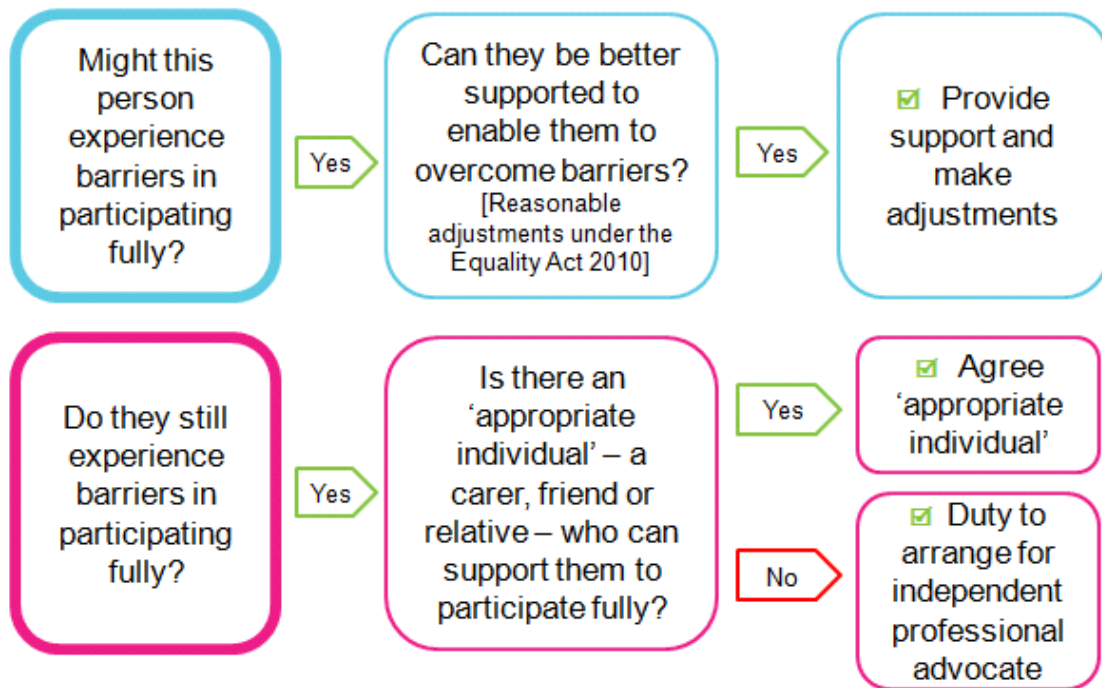 Might this
person
experience
barriers in
participating
fully?
Yes
Can they be better
supported to
enable them to
overcome barriers?
[Reasonable
adjustments under the
Equality Act 2010]
Yes
Provide
support and
make
adjustments
Do they still
experience
barriers in
participating
fully?
Yes
Is there an
‘appropriate
individual’ – a
carer, friend or
relative – who can
support them to
participate fully?
Yes
Agree
‘appropriate
individual’
No
Duty to
arrange for
independent
professional
advocate